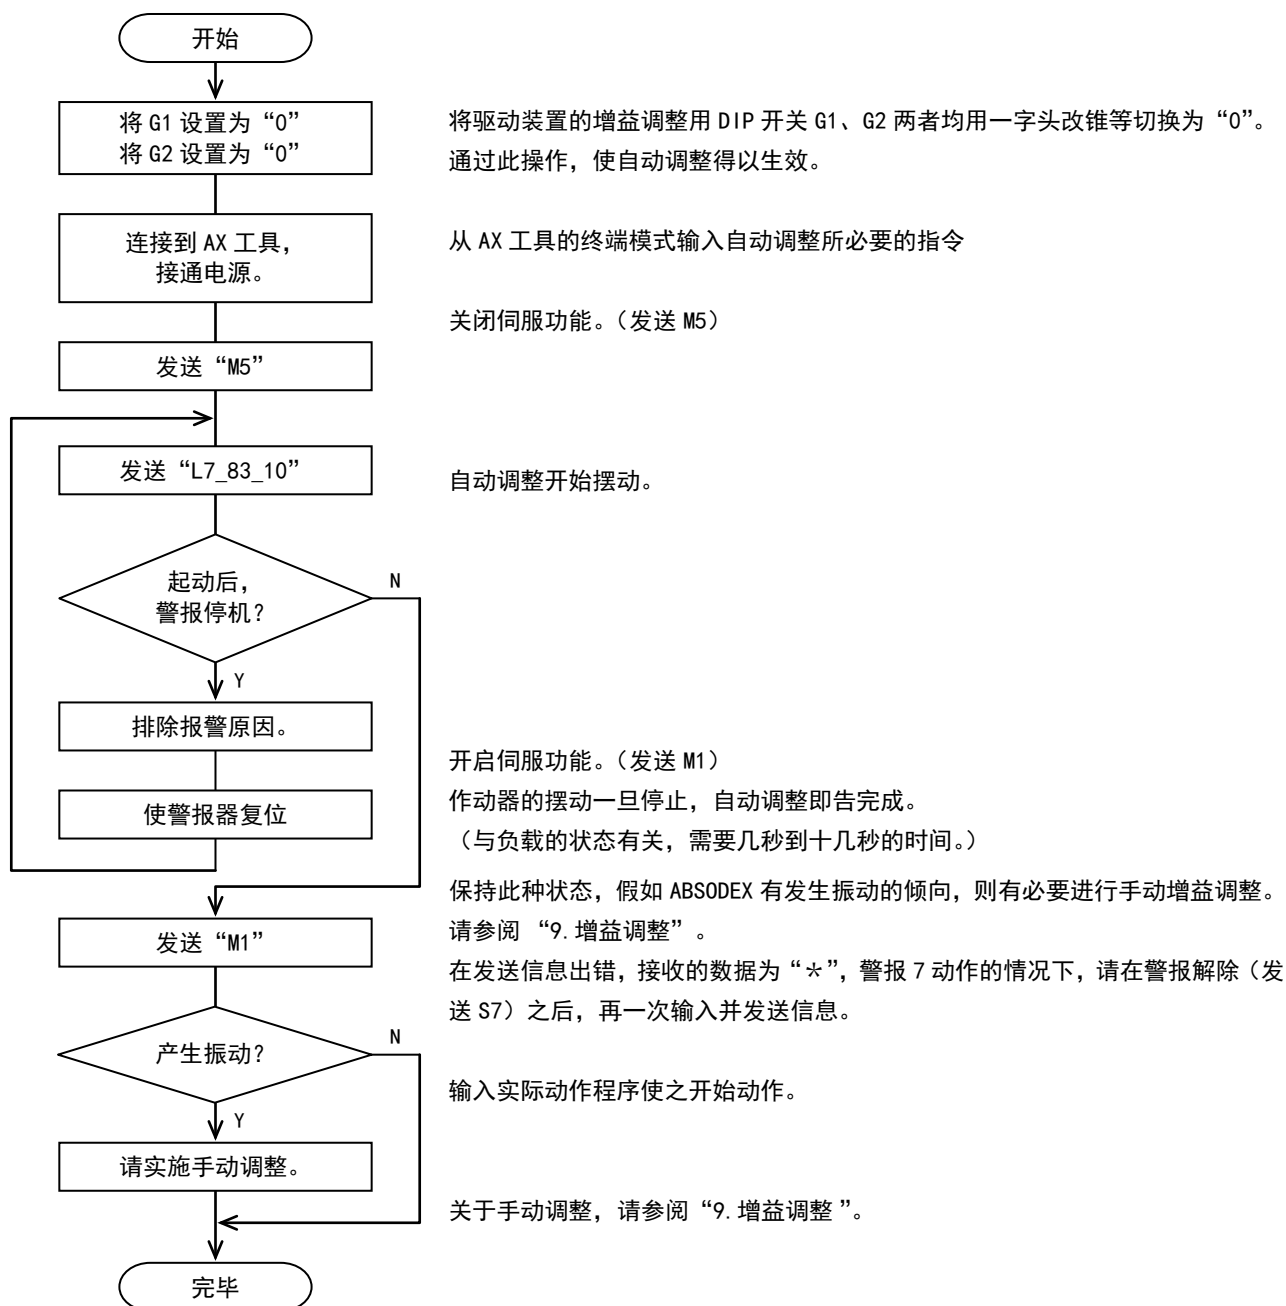 开始
将 G1 设置为“0”
将 G2 设置为“0”
将驱动装置的增益调整用 DIP 开关 G1、G2 两者均用一字头改锥等切换为“0”。
通过此操作，使自动调整得以生效。
连接到 AX 工具，
接通电源。
从 AX 工具的终端模式输入自动调整所必要的指令
关闭伺服功能。（发送 M5）
发送“M5”
发送“L7_83_10”
自动调整开始摆动。
起动后，
警报停机？
N
Y
排除报警原因。
使警报器复位
开启伺服功能。（发送 M1）
作动器的摆动一旦停止，自动调整即告完成。
（与负载的状态有关，需要几秒到十几秒的时间。）
保持此种状态，假如 ABSODEX 有发生振动的倾向，则有必要进行手动增益调整。
请参阅 “9.增益调整”。
在发送信息出错，接收的数据为“＊”，警报 7 动作的情况下，请在警报解除（发
送 S7）之后，再一次输入并发送信息。
发送“M1”
产生振动？
N
Y
输入实际动作程序使之开始动作。
请实施手动调整。
关于手动调整，请参阅“9.增益调整 ”。
完毕